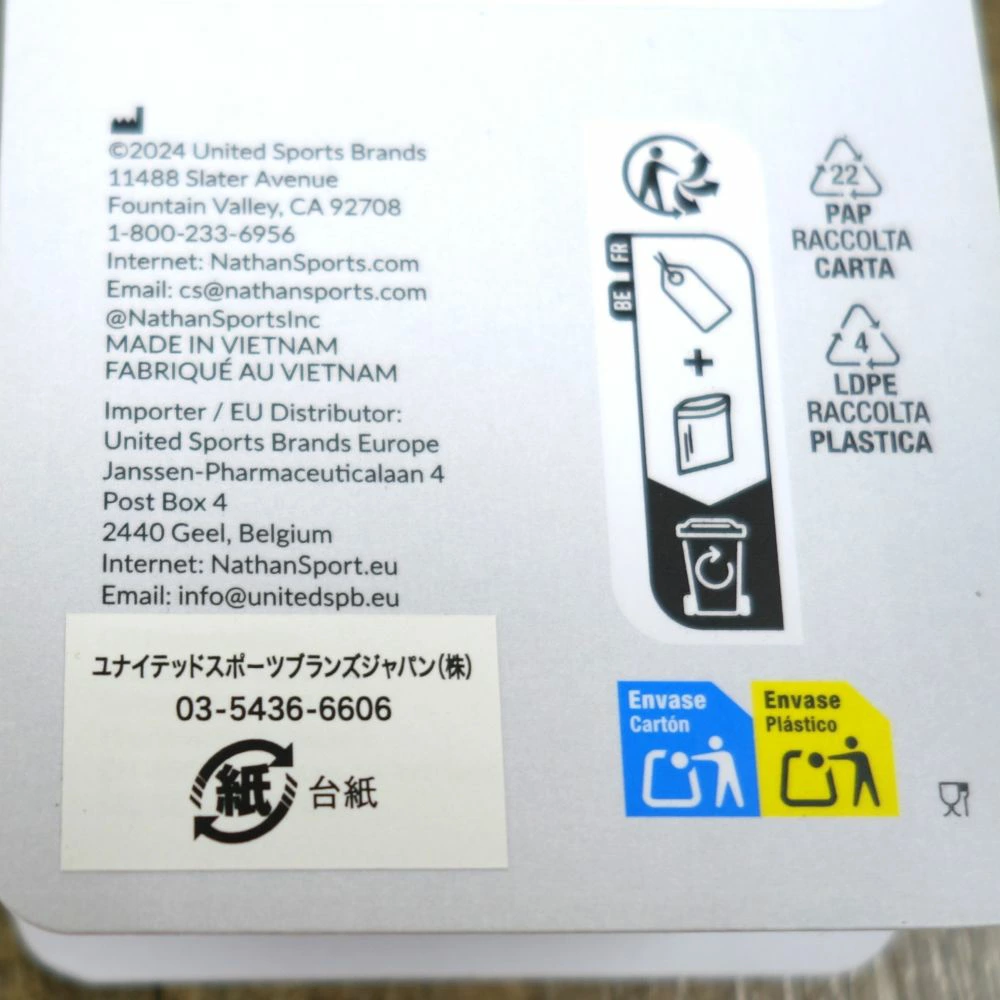 ©2024 United Sports Brands
11488 Slater Avenue
Fountain Valley, CA 92708
1-800-233-6956
Internet: NathanSports.com
Email: cs@nathansports.com
@NathanSportsInc
MADE IN VIETNAM
FABRIQUÉ AU VIETNAM
Importer / EU Distributor:
United Sports Brands Europe
Janssen-Pharmaceuticalaan 4
Post Box 4
2440 Geel, Belgium
Internet: NathanSport.eu
Email: info@unitedspb.eu
ユナイテッドスポーツブランズジャパン(株)
03-5436-6606
紙 台紙
FR
BE
22
PAP
RACCOLTA
CARTA
4
LDPE
RACCOLTA
PLASTICA
Envase
Cartón
Envase
Plástico